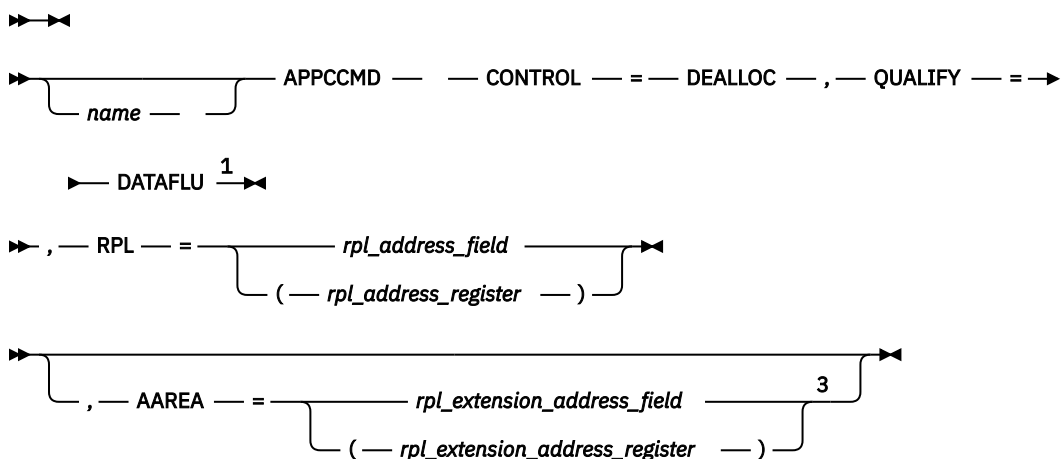 APPCCMD CONTROL = DEALLOC , QUALIFY =
name
DATAFLU 1
, RPL = rpl_address_field
( rpl_address_register )
, AAREA = rpl_extension_address_field 3
( rpl_extension_address_register )